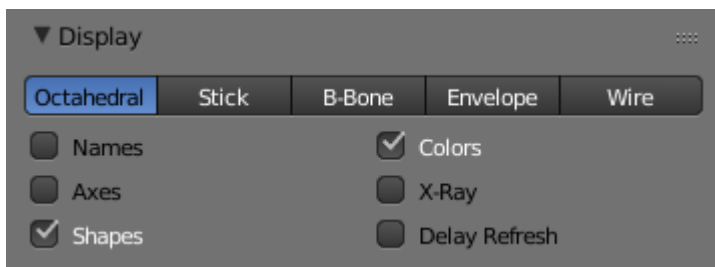 Display
Octahedral Stick B-Bone Envelope Wire
Names Colors
Axes X-Ray
Shapes Delay Refresh